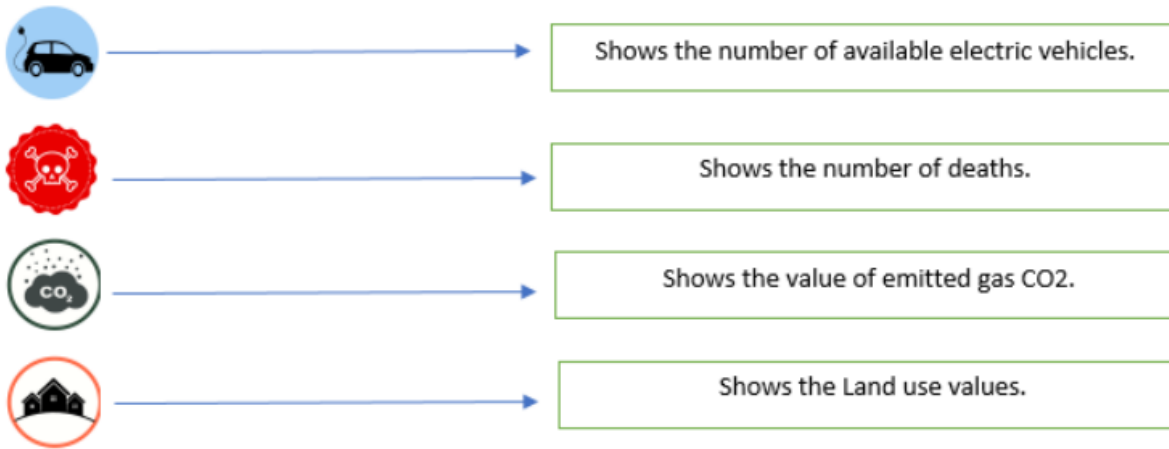 Shows the number of available electric vehicles.
Shows the number of deaths.
CO₂
Shows the value of emitted gas CO2.
Shows the Land use values.